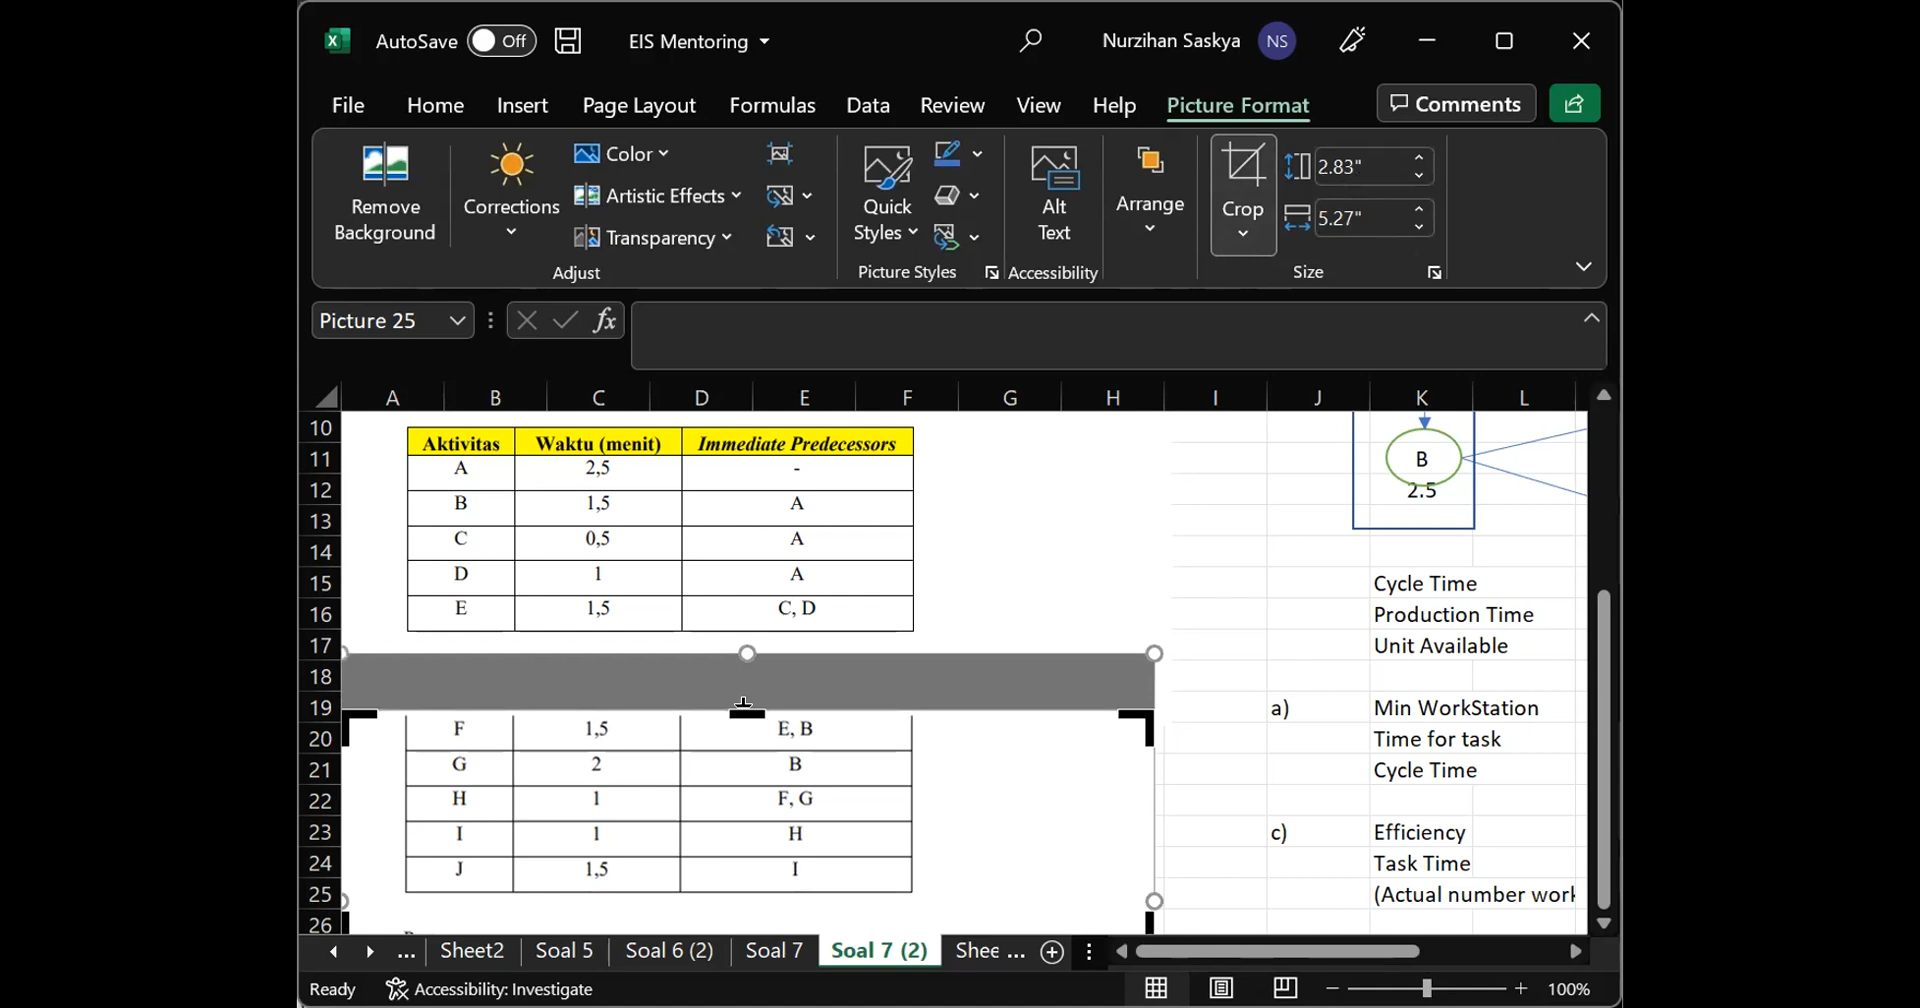 AutoSave Off EIS Mentoring Nurzihan Saskya NS
File Home Insert Page Layout Formulas Data Review View Help Picture Format Comments
Remove Background
Corrections
Color
Artistic Effects
Transparency
Adjust
Quick Styles
Picture Styles
Alt Text
Accessibility
Arrange
Crop
2.83"
5.27"
Size
Picture 25 fx
A B C D E F G H I J K L
10
11
12
13
14
15
16
17
18
19
20
21
22
23
24
25
26
Aktivitas Waktu (menit) Immediate Predecessors
A 2,5 -
B 1,5 A
C 0,5 A
D 1 A
E 1,5 C, D
F 1,5 E, B
G 2 B
H 1 F, G
I 1 H
J 1,5 I
B
2.5
Cycle Time
Production Time
Unit Available
a) Min WorkStation
Time for task
Cycle Time
c) Efficiency
Task Time
(Actual number work
... Sheet2 Soal 5 Soal 6 (2) Soal 7 Soal 7 (2) Shee ...
Ready Accessibility: Investigate 100%